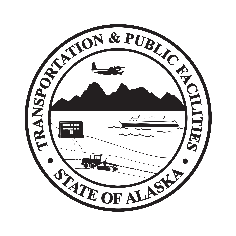 • TRANSPORTATION & PUBLIC FACILITIES •
STATE OF ALASKA